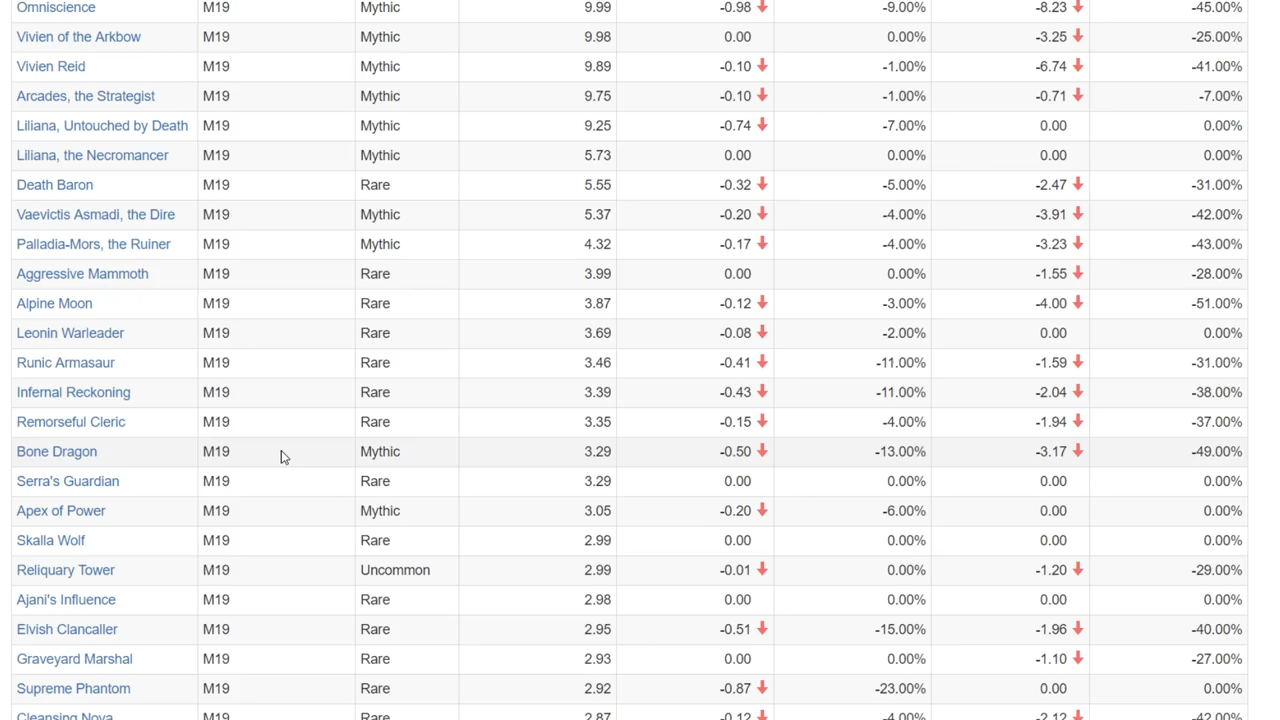 Omniscience M19 Mythic 9.99 -0.98 -9.00% -8.23 -45.00%
Vivien of the Arkbow M19 Mythic 9.98 0.00 0.00% -3.25 -25.00%
Vivien Reid M19 Mythic 9.89 -0.10 -1.00% -6.74 -41.00%
Arcades, the Strategist M19 Mythic 9.75 -0.10 -1.00% -0.71 -7.00%
Liliana, Untouched by Death M19 Mythic 9.25 -0.74 -7.00% 0.00 0.00%
Liliana, the Necromancer M19 Mythic 5.73 0.00 0.00% 0.00 0.00%
Death Baron M19 Rare 5.55 -0.32 -5.00% -2.47 -31.00%
Vaevictis Asmadi, the Dire M19 Mythic 5.37 -0.20 -4.00% -3.91 -42.00%
Palladia-Mors, the Ruiner M19 Mythic 4.32 -0.17 -4.00% -3.23 -43.00%
Aggressive Mammoth M19 Rare 3.99 0.00 0.00% -1.55 -28.00%
Alpine Moon M19 Rare 3.87 -0.12 -3.00% -4.00 -51.00%
Leonin Warleader M19 Rare 3.69 -0.08 -2.00% 0.00 0.00%
Runic Armasaur M19 Rare 3.46 -0.41 -11.00% -1.59 -31.00%
Infernal Reckoning M19 Rare 3.39 -0.43 -11.00% -2.04 -38.00%
Remorseful Cleric M19 Rare 3.35 -0.15 -4.00% -1.94 -37.00%
Bone Dragon M19 Mythic 3.29 -0.50 -13.00% -3.17 -49.00%
Serra's Guardian M19 Rare 3.29 0.00 0.00% 0.00 0.00%
Apex of Power M19 Mythic 3.05 -0.20 -6.00% 0.00 0.00%
Skalla Wolf M19 Rare 2.99 0.00 0.00% 0.00 0.00%
Reliquary Tower M19 Uncommon 2.99 -0.01 0.00% -1.20 -29.00%
Ajani's Influence M19 Rare 2.98 0.00 0.00% 0.00 0.00%
Elvish Clancaller M19 Rare 2.95 -0.51 -15.00% -1.96 -40.00%
Graveyard Marshal M19 Rare 2.93 0.00 0.00% -1.10 -27.00%
Supreme Phantom M19 Rare 2.92 -0.87 -23.00% 0.00 0.00%
Cleansing Nova M19 Rare 2.87 -0.12 -4.00% -2.12 -42.00%